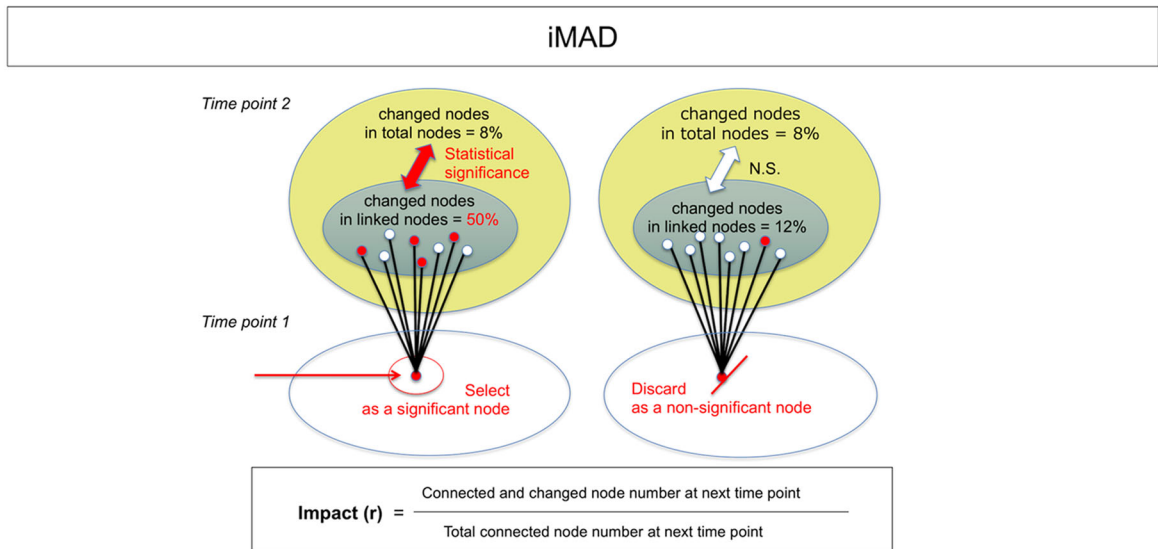 iMAD
Time point 2
changed nodes
in total nodes = 8%
Statistical
significance
changed nodes
in linked nodes = 50%
changed nodes
in total nodes = 8%
N.S.
changed nodes
in linked nodes = 12%
Time point 1
Select
as a significant node
Discard
as a non-significant node
Impact (r) =
Connected and changed node number at next time point
Total connected node number at next time point